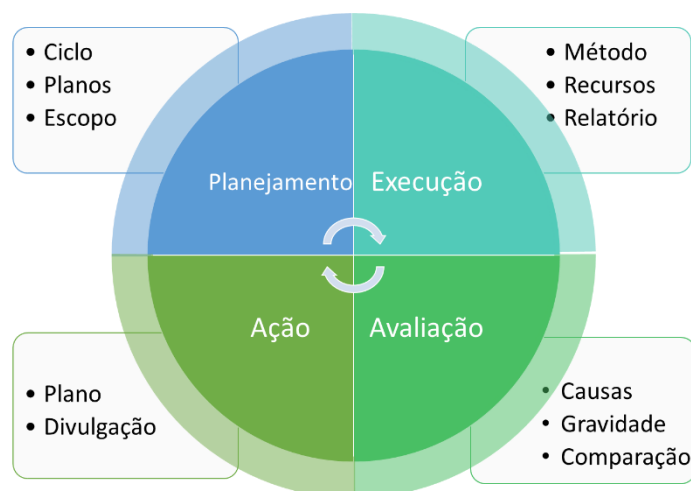 • Ciclo
• Planos
• Escopo
• Método
• Recursos
• Relatório
Planejamento
Execução
Ação
Avaliação
• Plano
• Divulgação
• Causas
• Gravidade
• Comparação